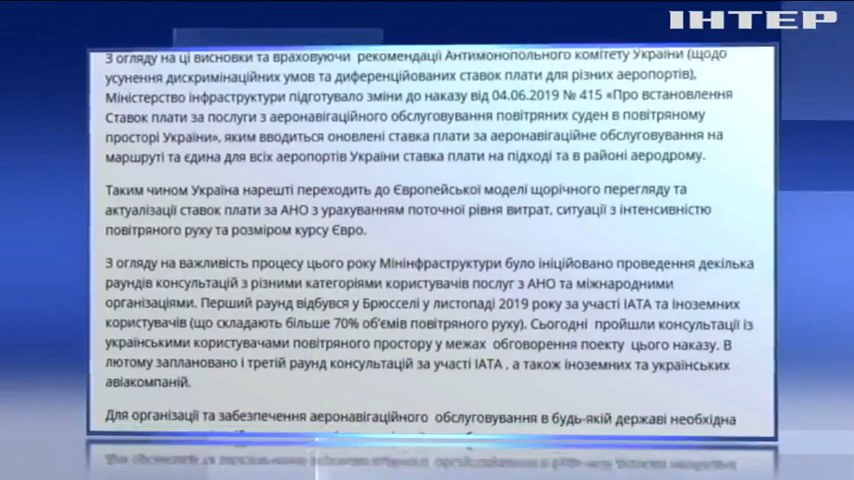 ІНТЕР
З огляду на ці висновки та враховуючи рекомендації Антимонопольного комітету України (щодо
усунення дискримінаційних умов та диференційованих ставок плати для різних аеропортів),
Міністерство інфраструктури підготувало зміни до наказу від 04.06.2019 № 415 «Про встановлення
Ставок плати за послуги з аеронавігаційного обслуговування повітряних суден в повітряному
просторі України», яким вводиться оновлені ставка плати за аеронавігаційне обслуговування на
маршруті та єдина для всіх аеропортів України ставка плати на підході та в районі аеродрому.
Таким чином Україна нарешті переходить до Європейської моделі щорічного перегляду та
актуалізації ставок плати за АНО з урахуванням поточної рівня витрат, ситуації з інтенсивністю
повітряного руху та розміром курсу Євро.
З огляду на важливість процесу цього року Мінінфраструктури було ініційовано проведення декілька
раундів консультацій з різними категоріями користувачів послуг з АНО та міжнародними
організаціями. Перший раунд відбувся у Брюсселі у листопаді 2019 року за участі ІАТА та іноземних
користувачів (що складають більше 70% об'ємів повітряного руху). Сьогодні пройшли консультації із
українськими користувачами повітряного простору у межах обговорення поекту цього наказу. В
лютому заплановано і третій раунд консультацій за участі ІАТА , а також іноземних та українських
авіакомпаній.
Для організації та забезпечення аеронавігаційного обслуговування в будь-якій державі необхідна